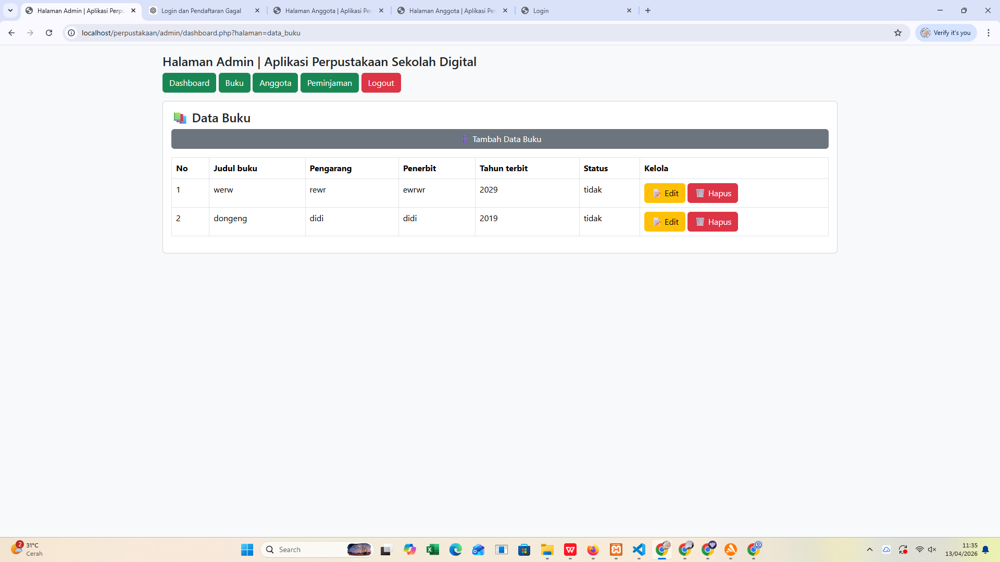 Halaman Admin | Aplikasi Perpu
Login dan Pendaftaran Gagal
Halaman Anggota | Aplikasi Per
Halaman Anggota | Aplikasi Per
Login
localhost/perpustakaan/admin/dashboard.php?halaman=data_buku
Verify it's you
Halaman Admin | Aplikasi Perpustakaan Sekolah Digital
Dashboard Buku Anggota Peminjaman Logout
Data Buku
Tambah Data Buku
No Judul buku Pengarang Penerbit Tahun terbit Status Kelola
1 werw rewr ewrwr 2029 tidak Edit Hapus
2 dongeng didi didi 2019 tidak Edit Hapus
2
31°C
Cerah
Search
11:35
13/04/2026